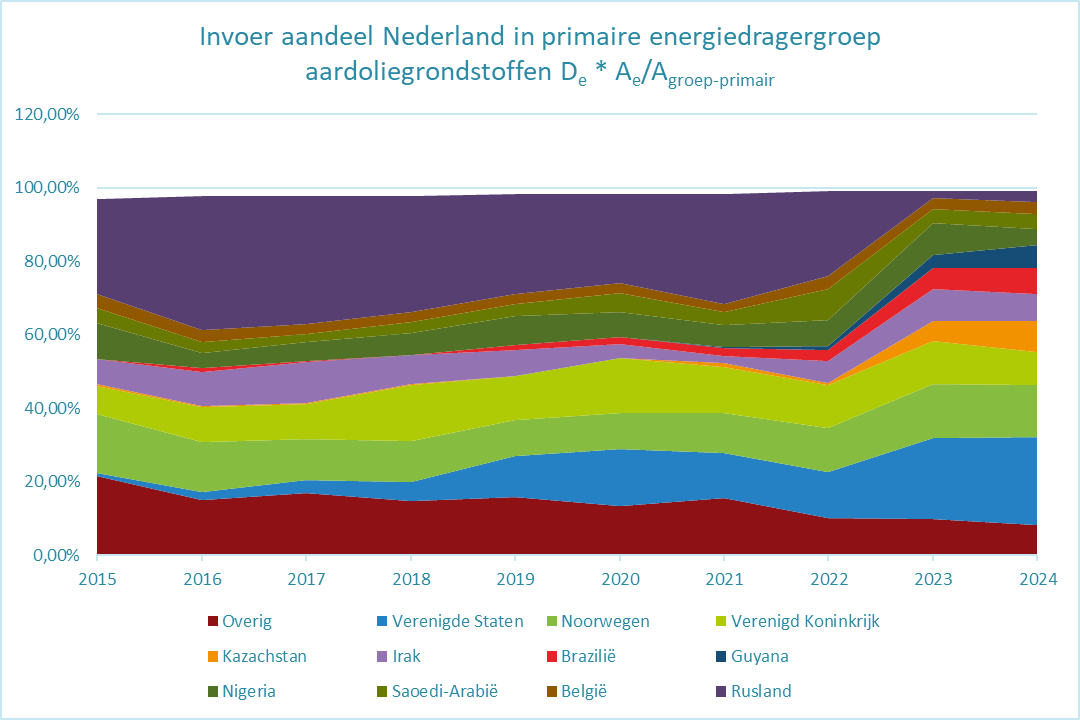 Invoer aandeel Nederland in primaire energiedragergroep
aardoliegrondstoffen De * Ae/Agroep-primair
120,00%
100,00%
80,00%
60,00%
40,00%
20,00%
0,00%
2015 2016 2017 2018 2019 2020 2021 2022 2023 2024
Overig Verenigde Staten Noorwegen Verenigd Koninkrijk
Kazachstan Irak Brazilië Guyana
Nigeria Saoedi-Arabië België Rusland